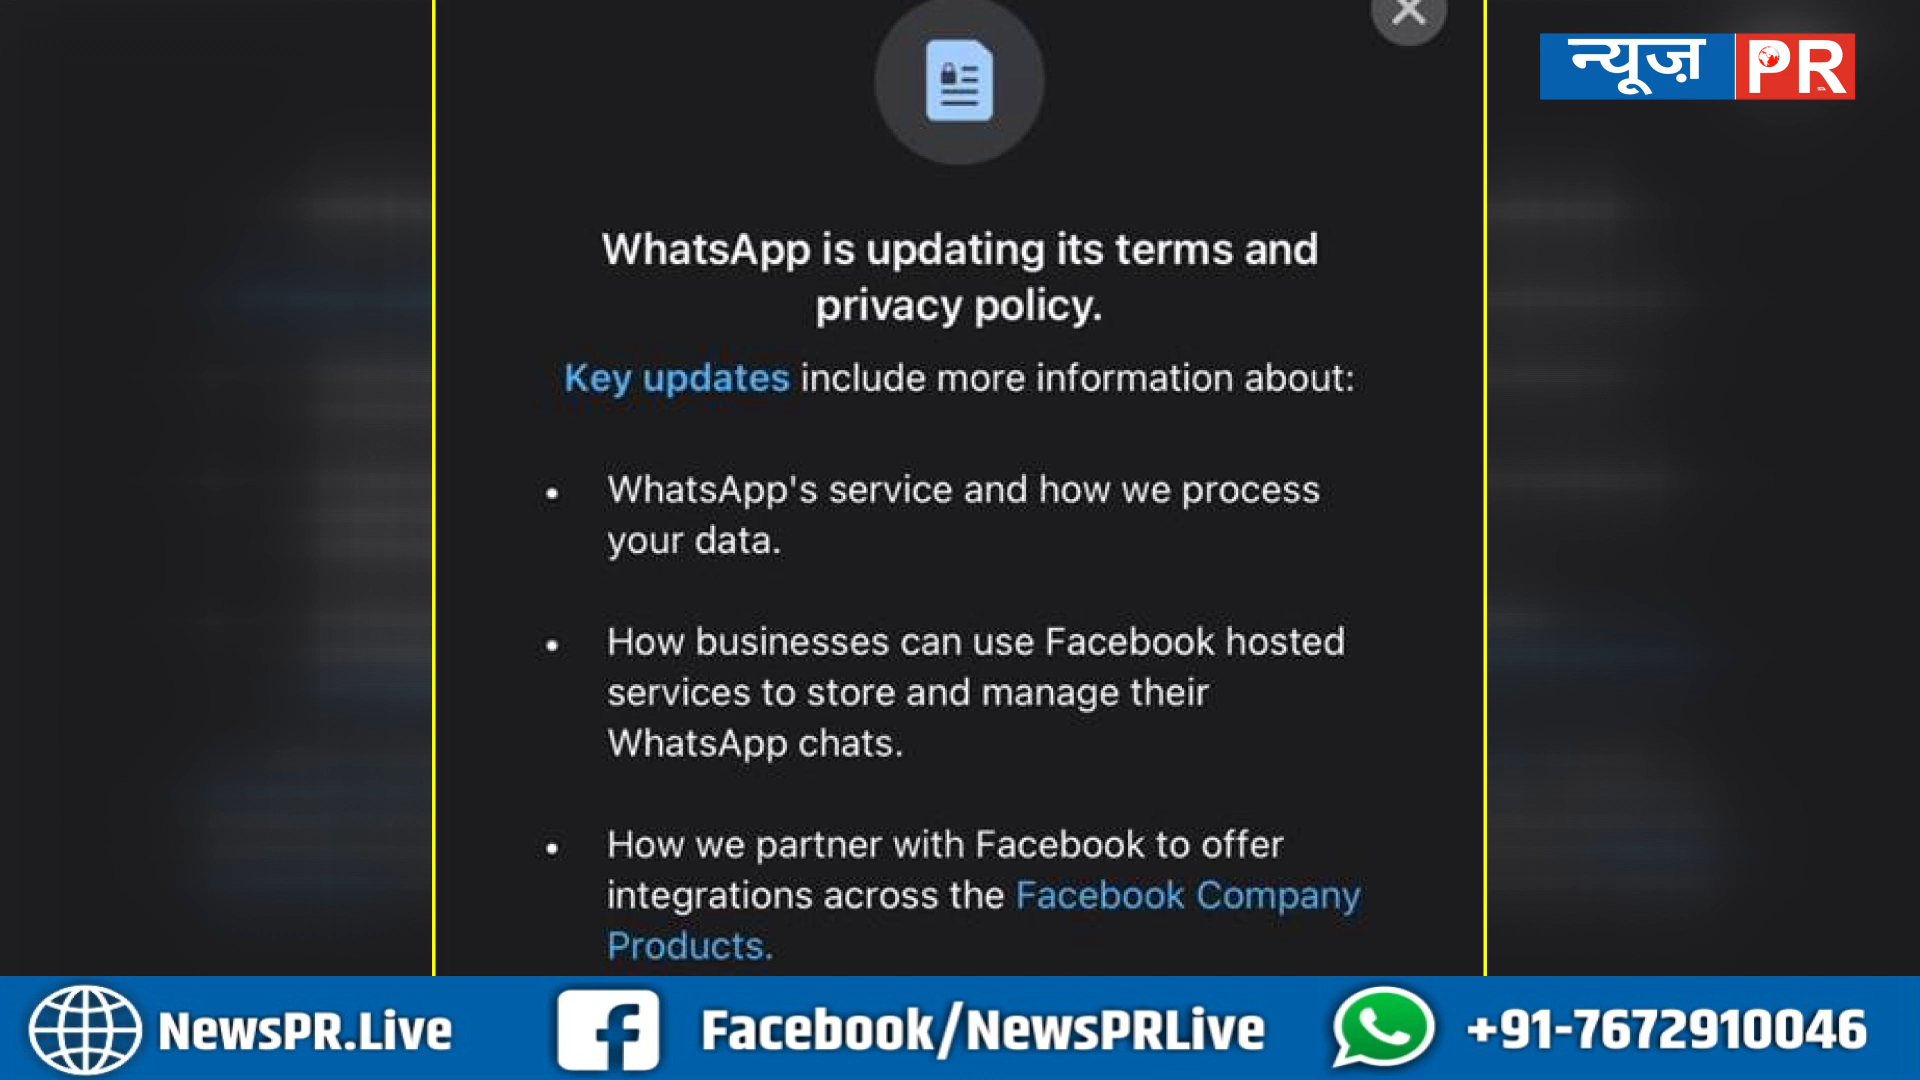 न्यूज़ PR
WhatsApp is updating its terms and
privacy policy.
Key updates include more information about:
• WhatsApp's service and how we process
your data.
• How businesses can use Facebook hosted
services to store and manage their
WhatsApp chats.
• How we partner with Facebook to offer
integrations across the Facebook Company
Products.
NewsPR.Live
Facebook/NewsPRLive
+91-7672910046